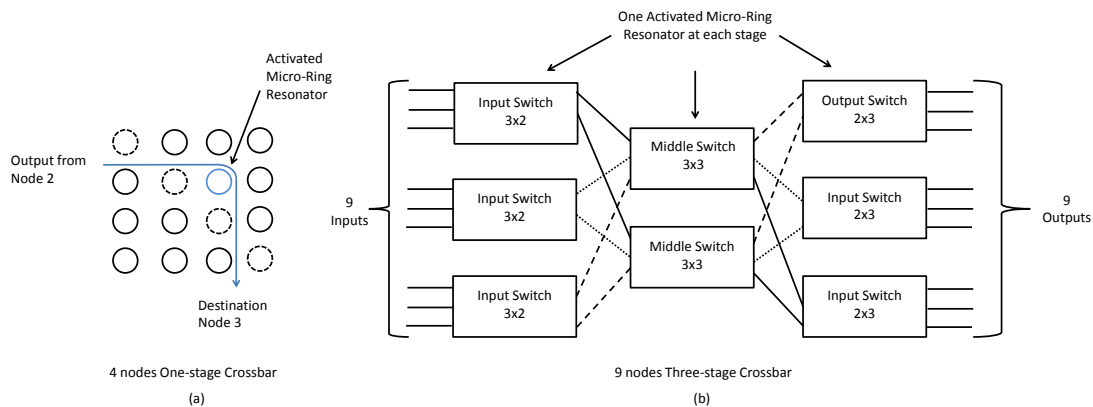 Activated
Micro-Ring
Resonator
Output from
Node 2
Destination
Node 3
4 nodes One-stage Crossbar
(a)
One Activated Micro-Ring
Resonator at each stage
9
Inputs
Input Switch
3x2
Input Switch
3x2
Input Switch
3x2
Middle Switch
3x3
Middle Switch
3x3
Output Switch
2x3
Input Switch
2x3
Input Switch
2x3
9
Outputs
9 nodes Three-stage Crossbar
(b)